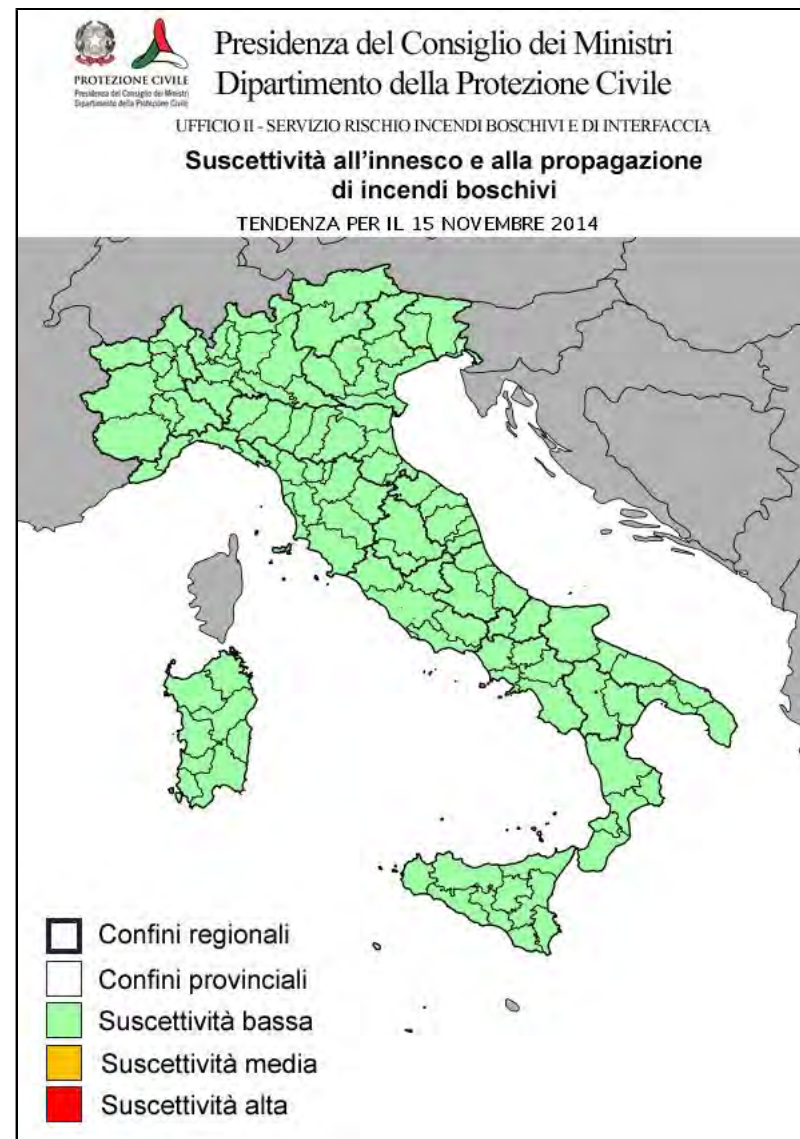 Presidenza del Consiglio dei Ministri
Dipartimento della Protezione Civile
PROTEZIONE CIVILE
Presidenza del Consiglio dei Ministri
Dipartimento della Protezione Civile
UFFICIO II - SERVIZIO RISCHIO INCENDI BOSCHIVI E DI INTERFACCIA
Suscettività all'innesco e alla propagazione
di incendi boschivi
TENDENZA PER IL 15 NOVEMBRE 2014
Confini regionali
Confini provinciali
Suscettività bassa
Suscettività media
Suscettività alta